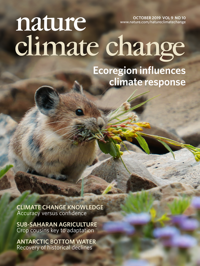 OCTOBER 2019 VOL 9 NO 10
www.nature.com/natureclimatechange
nature
climate change
Ecoregion influences
climate response
CLIMATE CHANGE KNOWLEDGE
Accuracy versus confidence
SUB-SAHARAN AGRICULTURE
Crop cousins key to adaptation
ANTARCTIC BOTTOM WATER
Recovery of historical declines